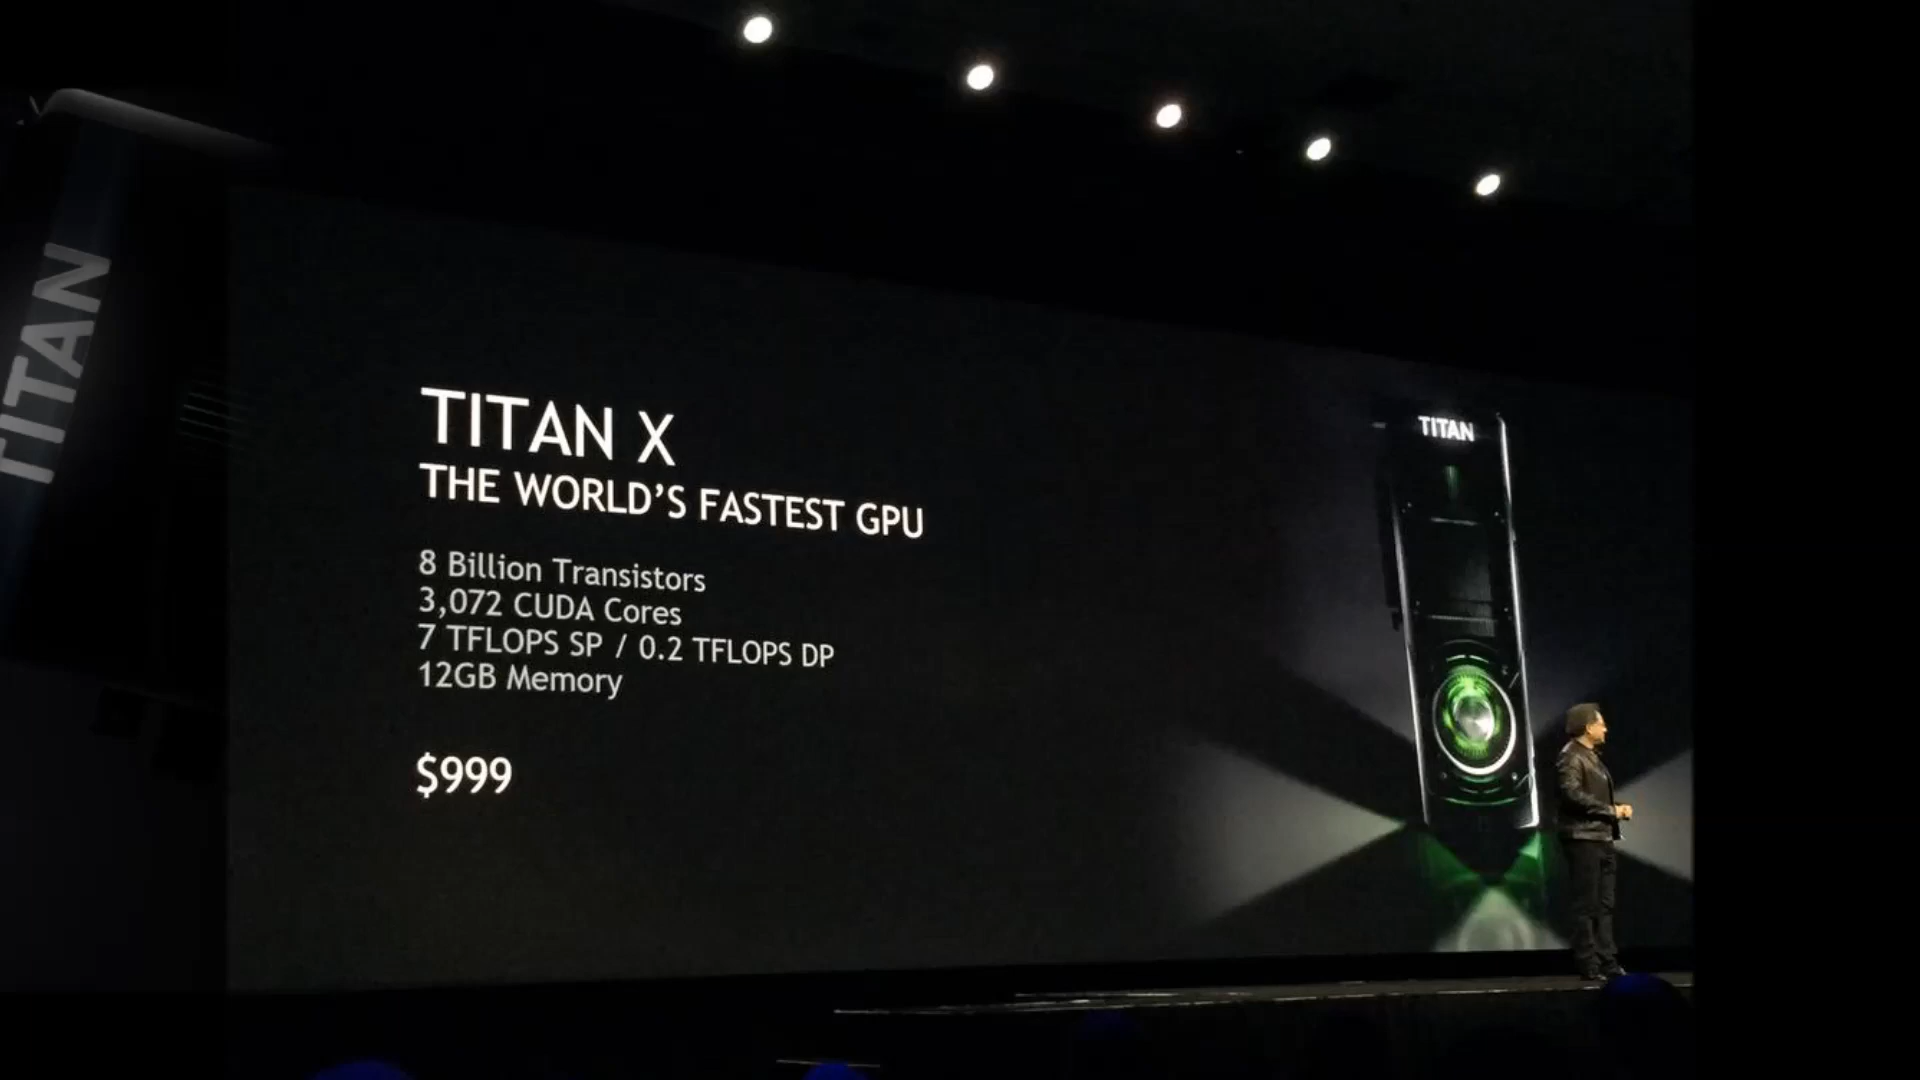 TITAN
TITAN X
THE WORLD'S FASTEST GPU
8 Billion Transistors
3,072 CUDA Cores
7 TFLOPS SP / 0.2 TFLOPS DP
12GB Memory
$999
TITAN